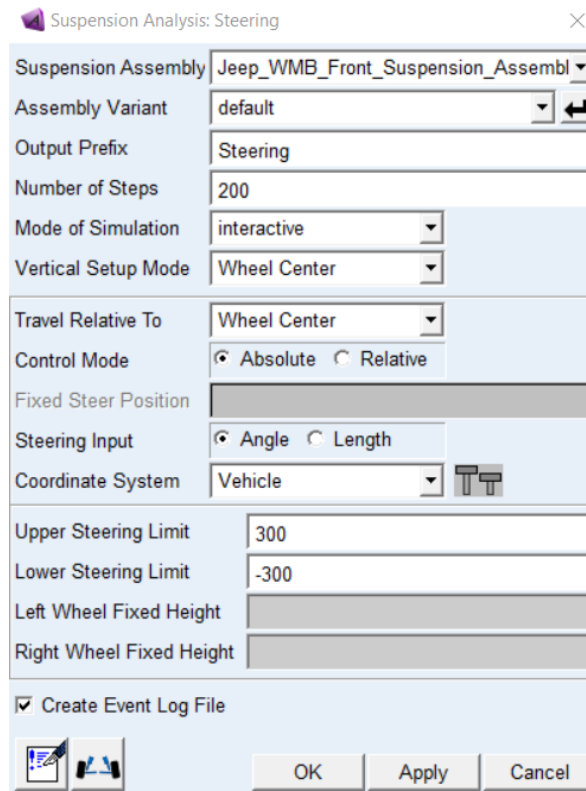 Suspension Analysis: Steering
Suspension Assembly Jeep_WMB_Front_Suspension_Assembl
Assembly Variant default
Output Prefix Steering
Number of Steps 200
Mode of Simulation interactive
Vertical Setup Mode Wheel Center
Travel Relative To Wheel Center
Control Mode Absolute Relative
Fixed Steer Position
Steering Input Angle Length
Coordinate System Vehicle
Upper Steering Limit 300
Lower Steering Limit -300
Left Wheel Fixed Height
Right Wheel Fixed Height
Create Event Log File
OK Apply Cancel